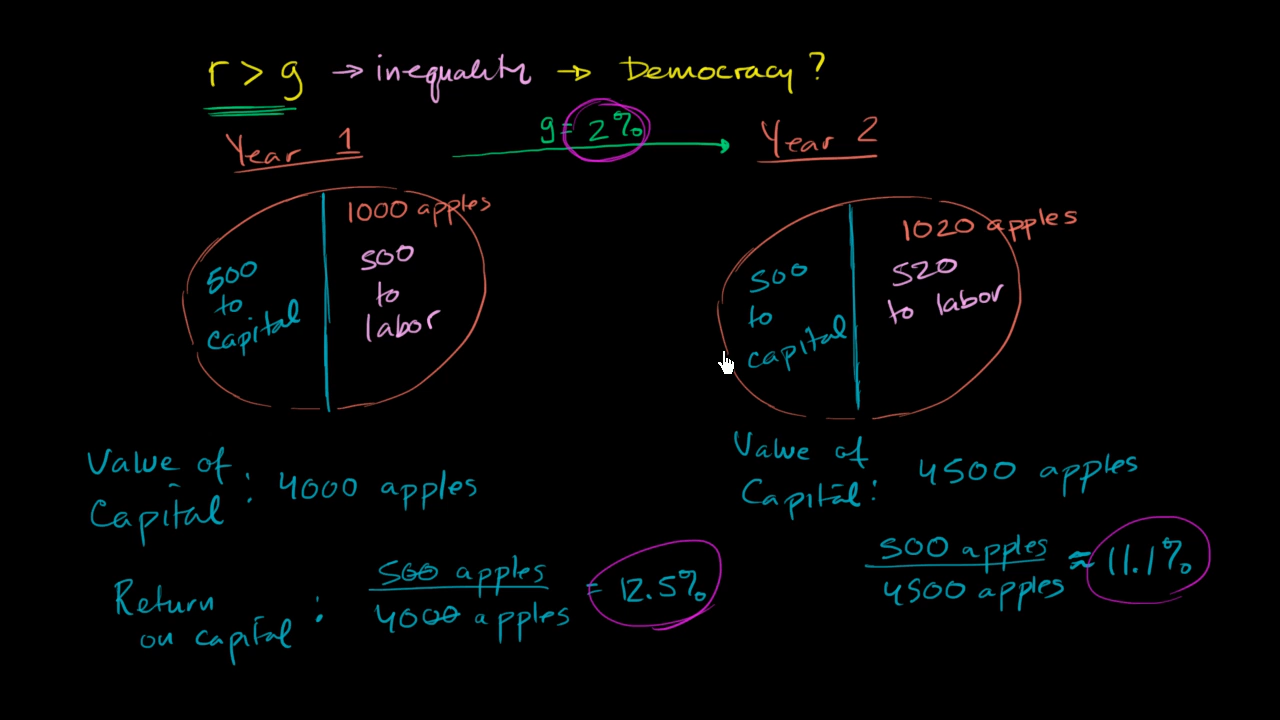 r > g → inequality → Democracy?
g = 2%
Year 1
Year 2
1000 apples
500
to
capital
500
to
labor
1020 apples
500
to
capital
520
to labor
Value of
Capital : 4000 apples
Value of
Capital : 4500 apples
Return
on capital : 500 apples
4000 apples
= 12.5%
500 apples
4500 apples
≈ 11.1%